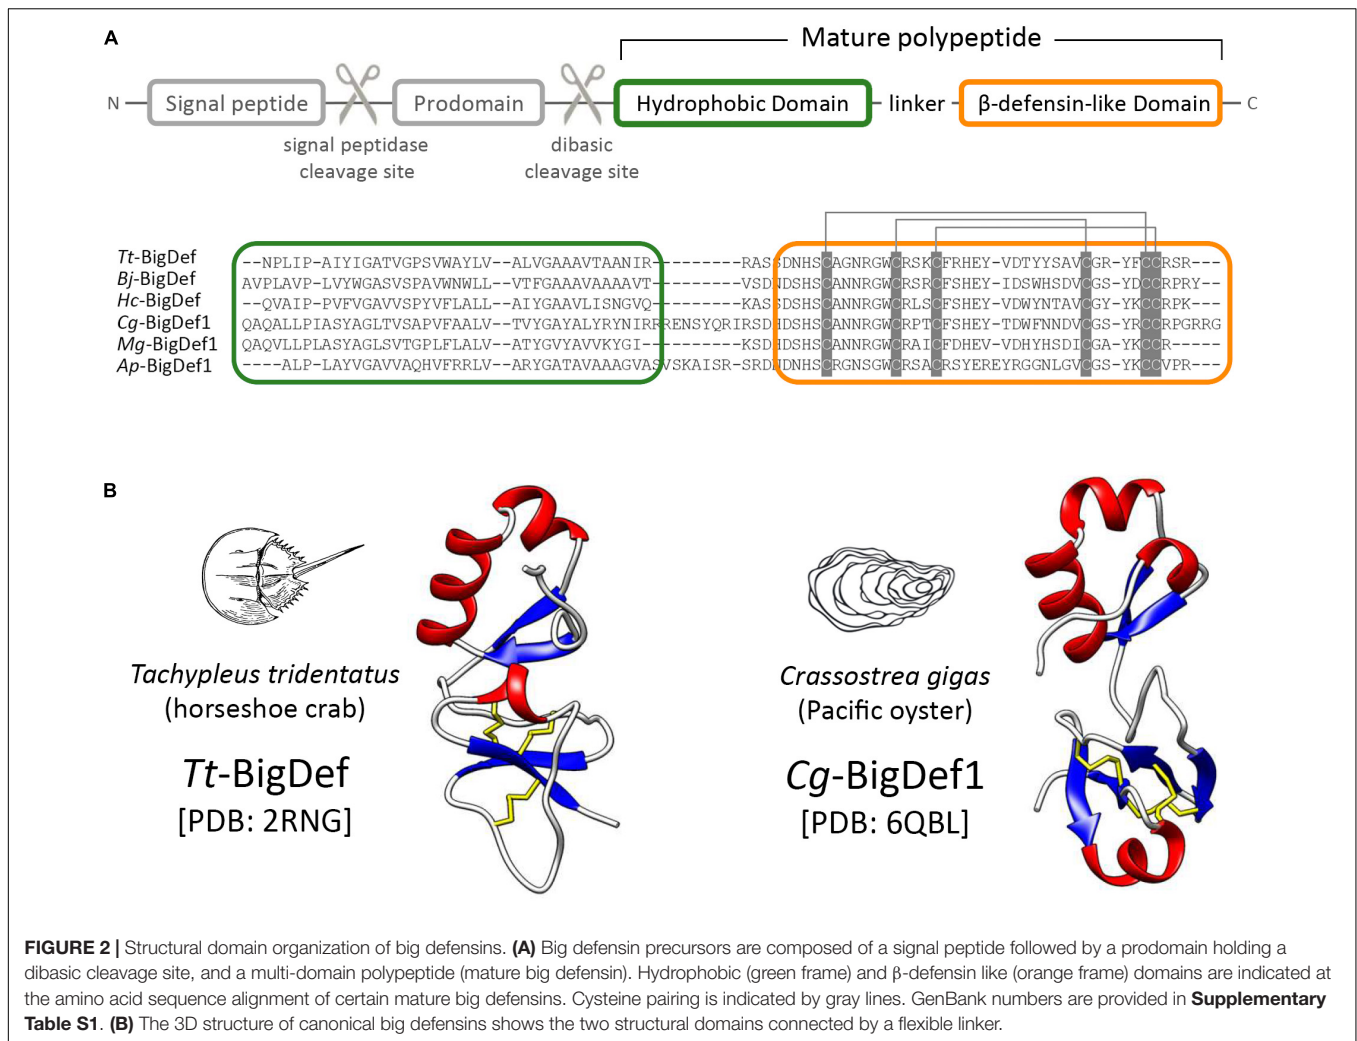 A
Mature polypeptide
N
Signal peptide
Prodomain
Hydrophobic Domain
linker
β-defensin-like Domain
C
signal peptidase
cleavage site
dibasic
cleavage site
Tt-BigDef --NPLIP-AIYIGATVGPSVWAYLV--ALVGAAAVTAANIR---------RASSDNHSCAGNRGWCRSKCFRHEY-VDTYYSAVCGR-YFCCRSR---
Bj-BigDef AVPLAVP-LVYWGASVSPAVWNWLL--VTFGAAAVAAAAVT---------VSDNDSHSCANNRGWCRSRCFSHEY-IDSWHSDVCGS-YDCCRPRY--
Hc-BigDef --QVAIP-PVFVGAVVSPYVFLALL--AIYGAAVLISNGVQ---------KASSDNHSCANNRGWCRLSCFSHEY-VDWYNTAVCGY-YKCCRPK---
Cg-BigDef1 QAQALLPIASYAGLTVSAPVFAALV--TVYGAYALYRYNIRRRENSYQRIRSDHDSHSCANNRGWCRPTCFSHEY-TDWFNNDVCGS-YRCCRPGRRG
Mg-BigDef1 QAQVLLPLASYAGLSVTGPLFLALV--ATYGVYAVVKYGI----------KSDHDSHSCANNRGWCRAICFDHEV-VDHYHSDICGA-YKCCR-----
Ap-BigDef1 ----ALP-LAYVGAVVAQHVFRRLV--ARYGATAVAAAGVASVSKAISR-SRDHDNHSCRGNSGWCRSACRSYEREYRGGNLGVCGS-YKCCVPR---
B
Tachypleus tridentatus
(horseshoe crab)
Tt-BigDef
[PDB: 2RNG]
Crassostrea gigas
(Pacific oyster)
Cg-BigDef1
[PDB: 6QBL]
FIGURE 2 | Structural domain organization of big defensins. (A) Big defensin precursors are composed of a signal peptide followed by a prodomain holding a
dibasic cleavage site, and a multi-domain polypeptide (mature big defensin). Hydrophobic (green frame) and β-defensin like (orange frame) domains are indicated at
the amino acid sequence alignment of certain mature big defensins. Cysteine pairing is indicated by gray lines. GenBank numbers are provided in Supplementary
Table S1. (B) The 3D structure of canonical big defensins shows the two structural domains connected by a flexible linker.